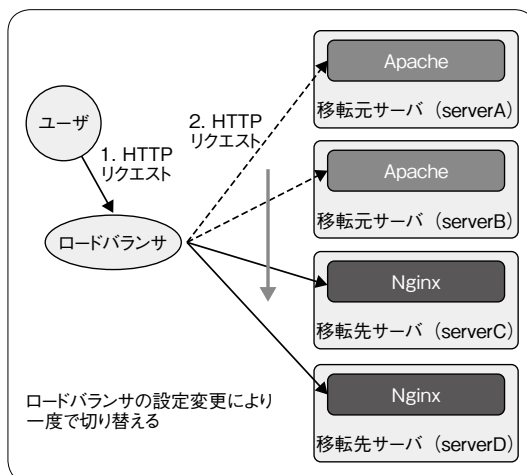 ユーザ
1. HTTP
リクエスト
ロードバランサ
2. HTTP
リクエスト
Apache
移転元サーバ（serverA）
Apache
移転元サーバ（serverB）
Nginx
移転先サーバ（serverC）
Nginx
移転先サーバ（serverD）
ロードバランサの設定変更により
一度で切り替える